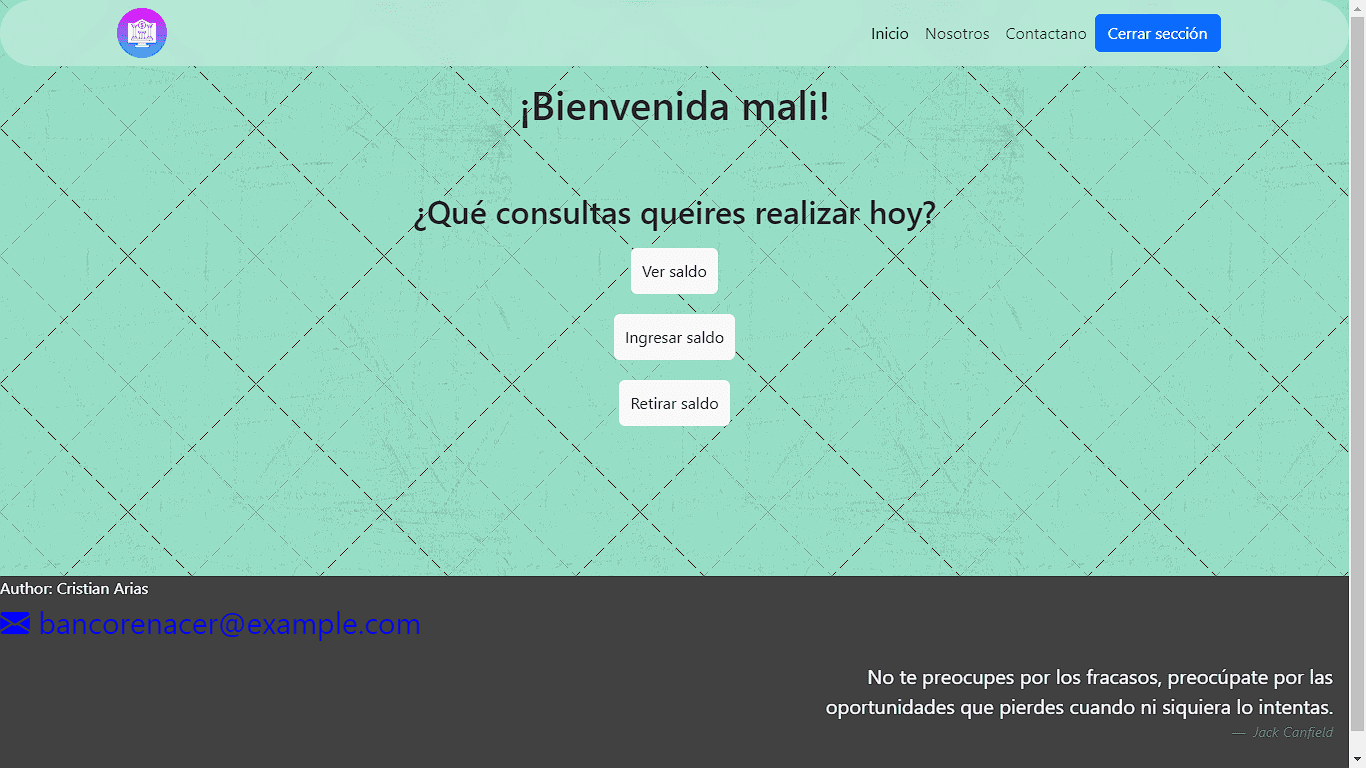 Inicio Nosotros Contactano Cerrar sección
¡Bienvenida mali!
¿Qué consultas queires realizar hoy?
Ver saldo
Ingresar saldo
Retirar saldo
Author: Cristian Arias
bancorenacer@example.com
No te preocupes por los fracasos, preocúpate por las
oportunidades que pierdes cuando ni siquiera lo intentas.
— Jack Canfield